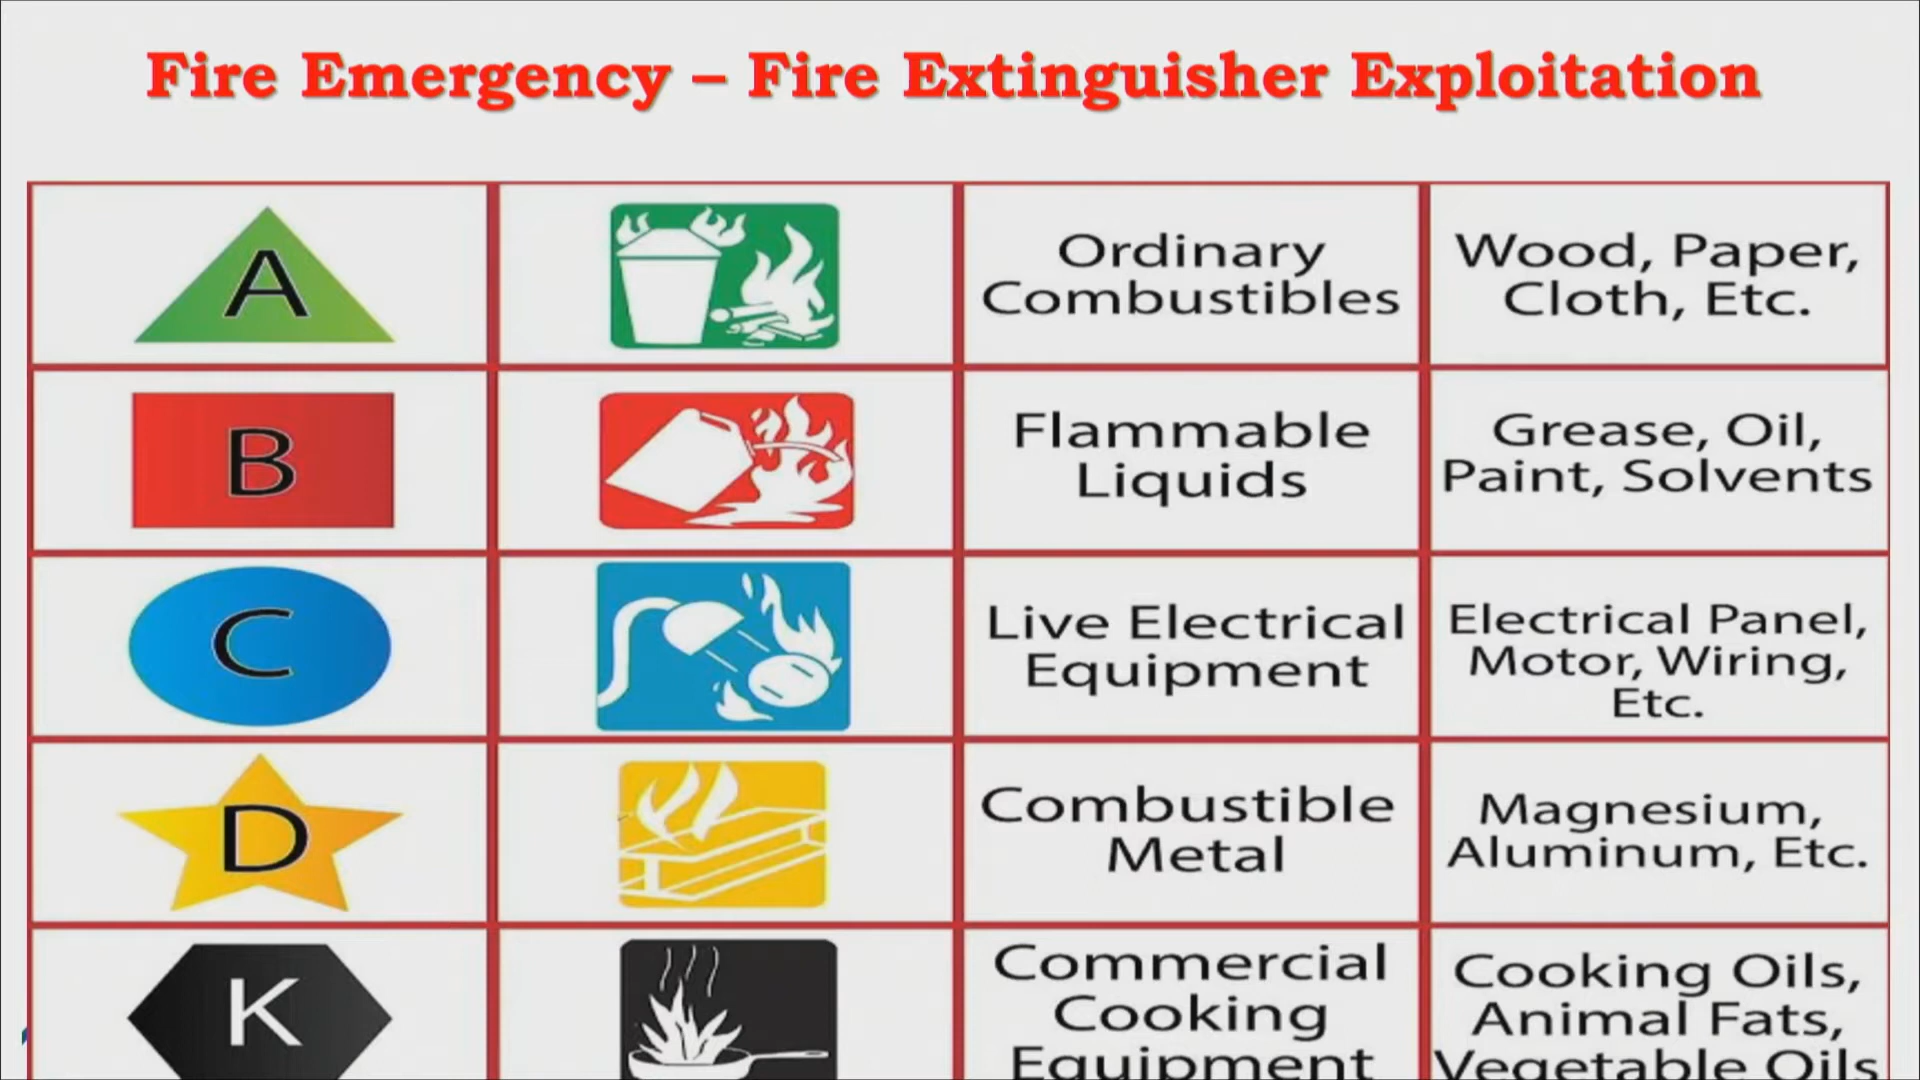 Fire Emergency – Fire Extinguisher Exploitation
A
Ordinary
Combustibles
Wood, Paper,
Cloth, Etc.
B
Flammable
Liquids
Grease, Oil,
Paint, Solvents
C
Live Electrical
Equipment
Electrical Panel,
Motor, Wiring,
Etc.
D
Combustible
Metal
Magnesium,
Aluminum, Etc.
K
Commercial
Cooking
Equipment
Cooking Oils,
Animal Fats,
Vegetable Oils